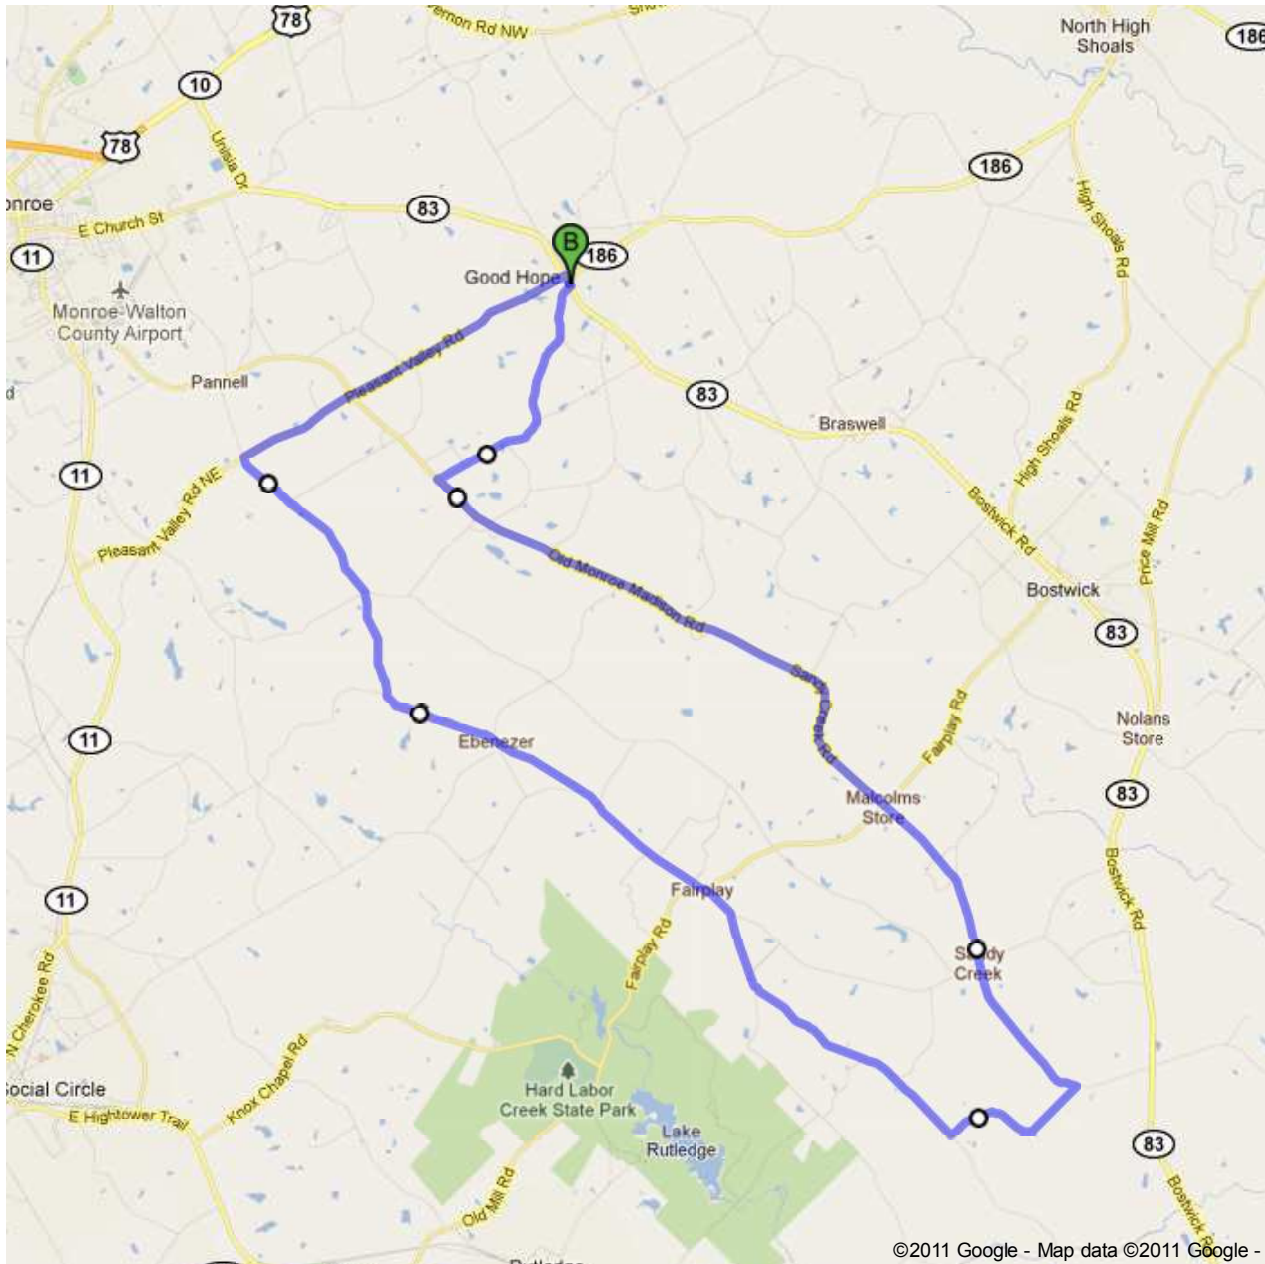 78
Vernon Rd NW
North High
Shoals
186
10
78
Unisia Dr
186
onroe
83
E Church St
High Shoals Rd
11
B
186
Good Hope
Monroe-Walton
County Airport
Pleasant Valley Rd
Pannell
83
Braswell
High Shoals Rd
11
Pleasant Valley Rd NE
Bostwick Rd
Price Mill Rd
Old Monroe Madison Rd
Bostwick
83
Sandy Creek Rd
Fairplay Rd
Nolans
Store
11
Ebenezer
83
Malcolms
Store
Bostwick Rd
Fairplay
11
Fairplay Rd
Sandy
Creek
N Cherokee Rd
Knox Chapel Rd
Social Circle
Hard Labor
Creek State Park
E Hightower Trail
Lake
Rutledge
83
Old Mill Rd
Bostwick R
©2011 Google - Map data ©2011 Google -